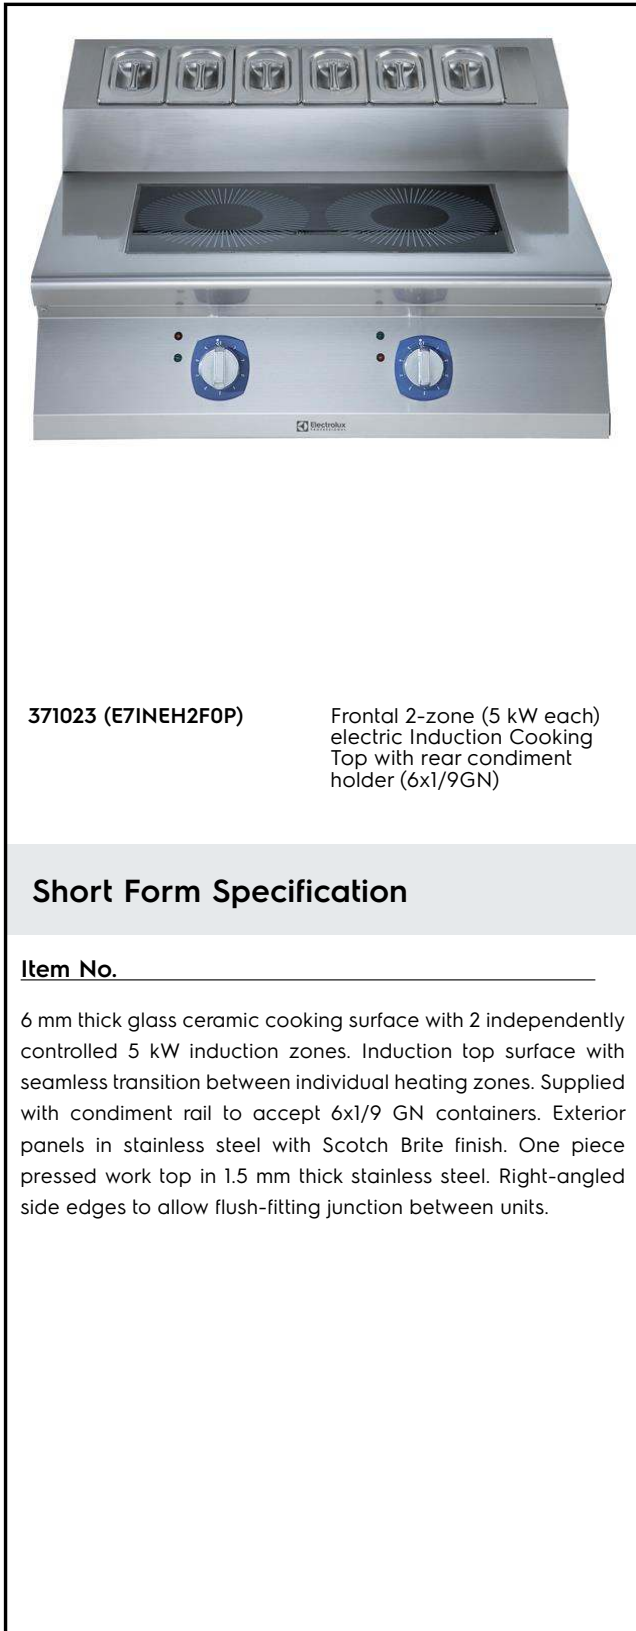 Electrolux
PROFESSIONAL
371023 (E7INEH2F0P)
Frontal 2-zone (5 kW each)
electric Induction Cooking
Top with rear condiment
holder (6x1/9GN)
Short Form Specification
Item No.
6 mm thick glass ceramic cooking surface with 2 independently
controlled 5 kW induction zones. Induction top surface with
seamless transition between individual heating zones. Supplied
with condiment rail to accept 6x1/9 GN containers. Exterior
panels in stainless steel with Scotch Brite finish. One piece
pressed work top in 1.5 mm thick stainless steel. Right-angled
side edges to allow flush-fitting junction between units.